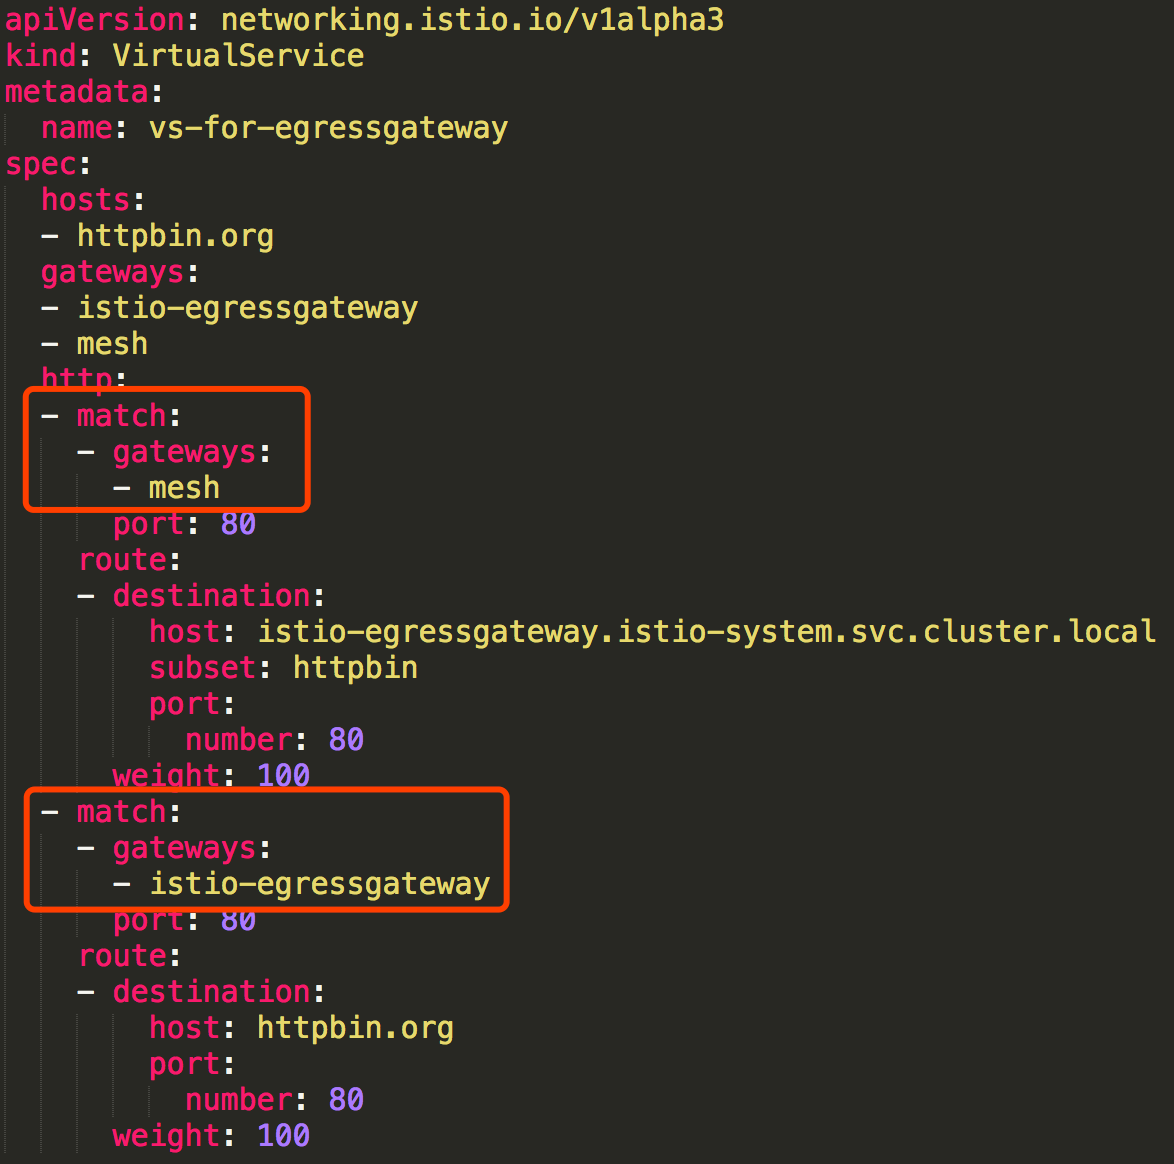 apiVersion: networking.istio.io/v1alpha3
kind: VirtualService
metadata:
  name: vs-for-egressgateway
spec:
  hosts:
  - httpbin.org
  gateways:
  - istio-egressgateway
  - mesh
  http:
  - match:
    - gateways:
      - mesh
      port: 80
    route:
    - destination:
        host: istio-egressgateway.istio-system.svc.cluster.local
        subset: httpbin
        port:
          number: 80
      weight: 100
  - match:
    - gateways:
      - istio-egressgateway
      port: 80
    route:
    - destination:
        host: httpbin.org
        port:
          number: 80
      weight: 100